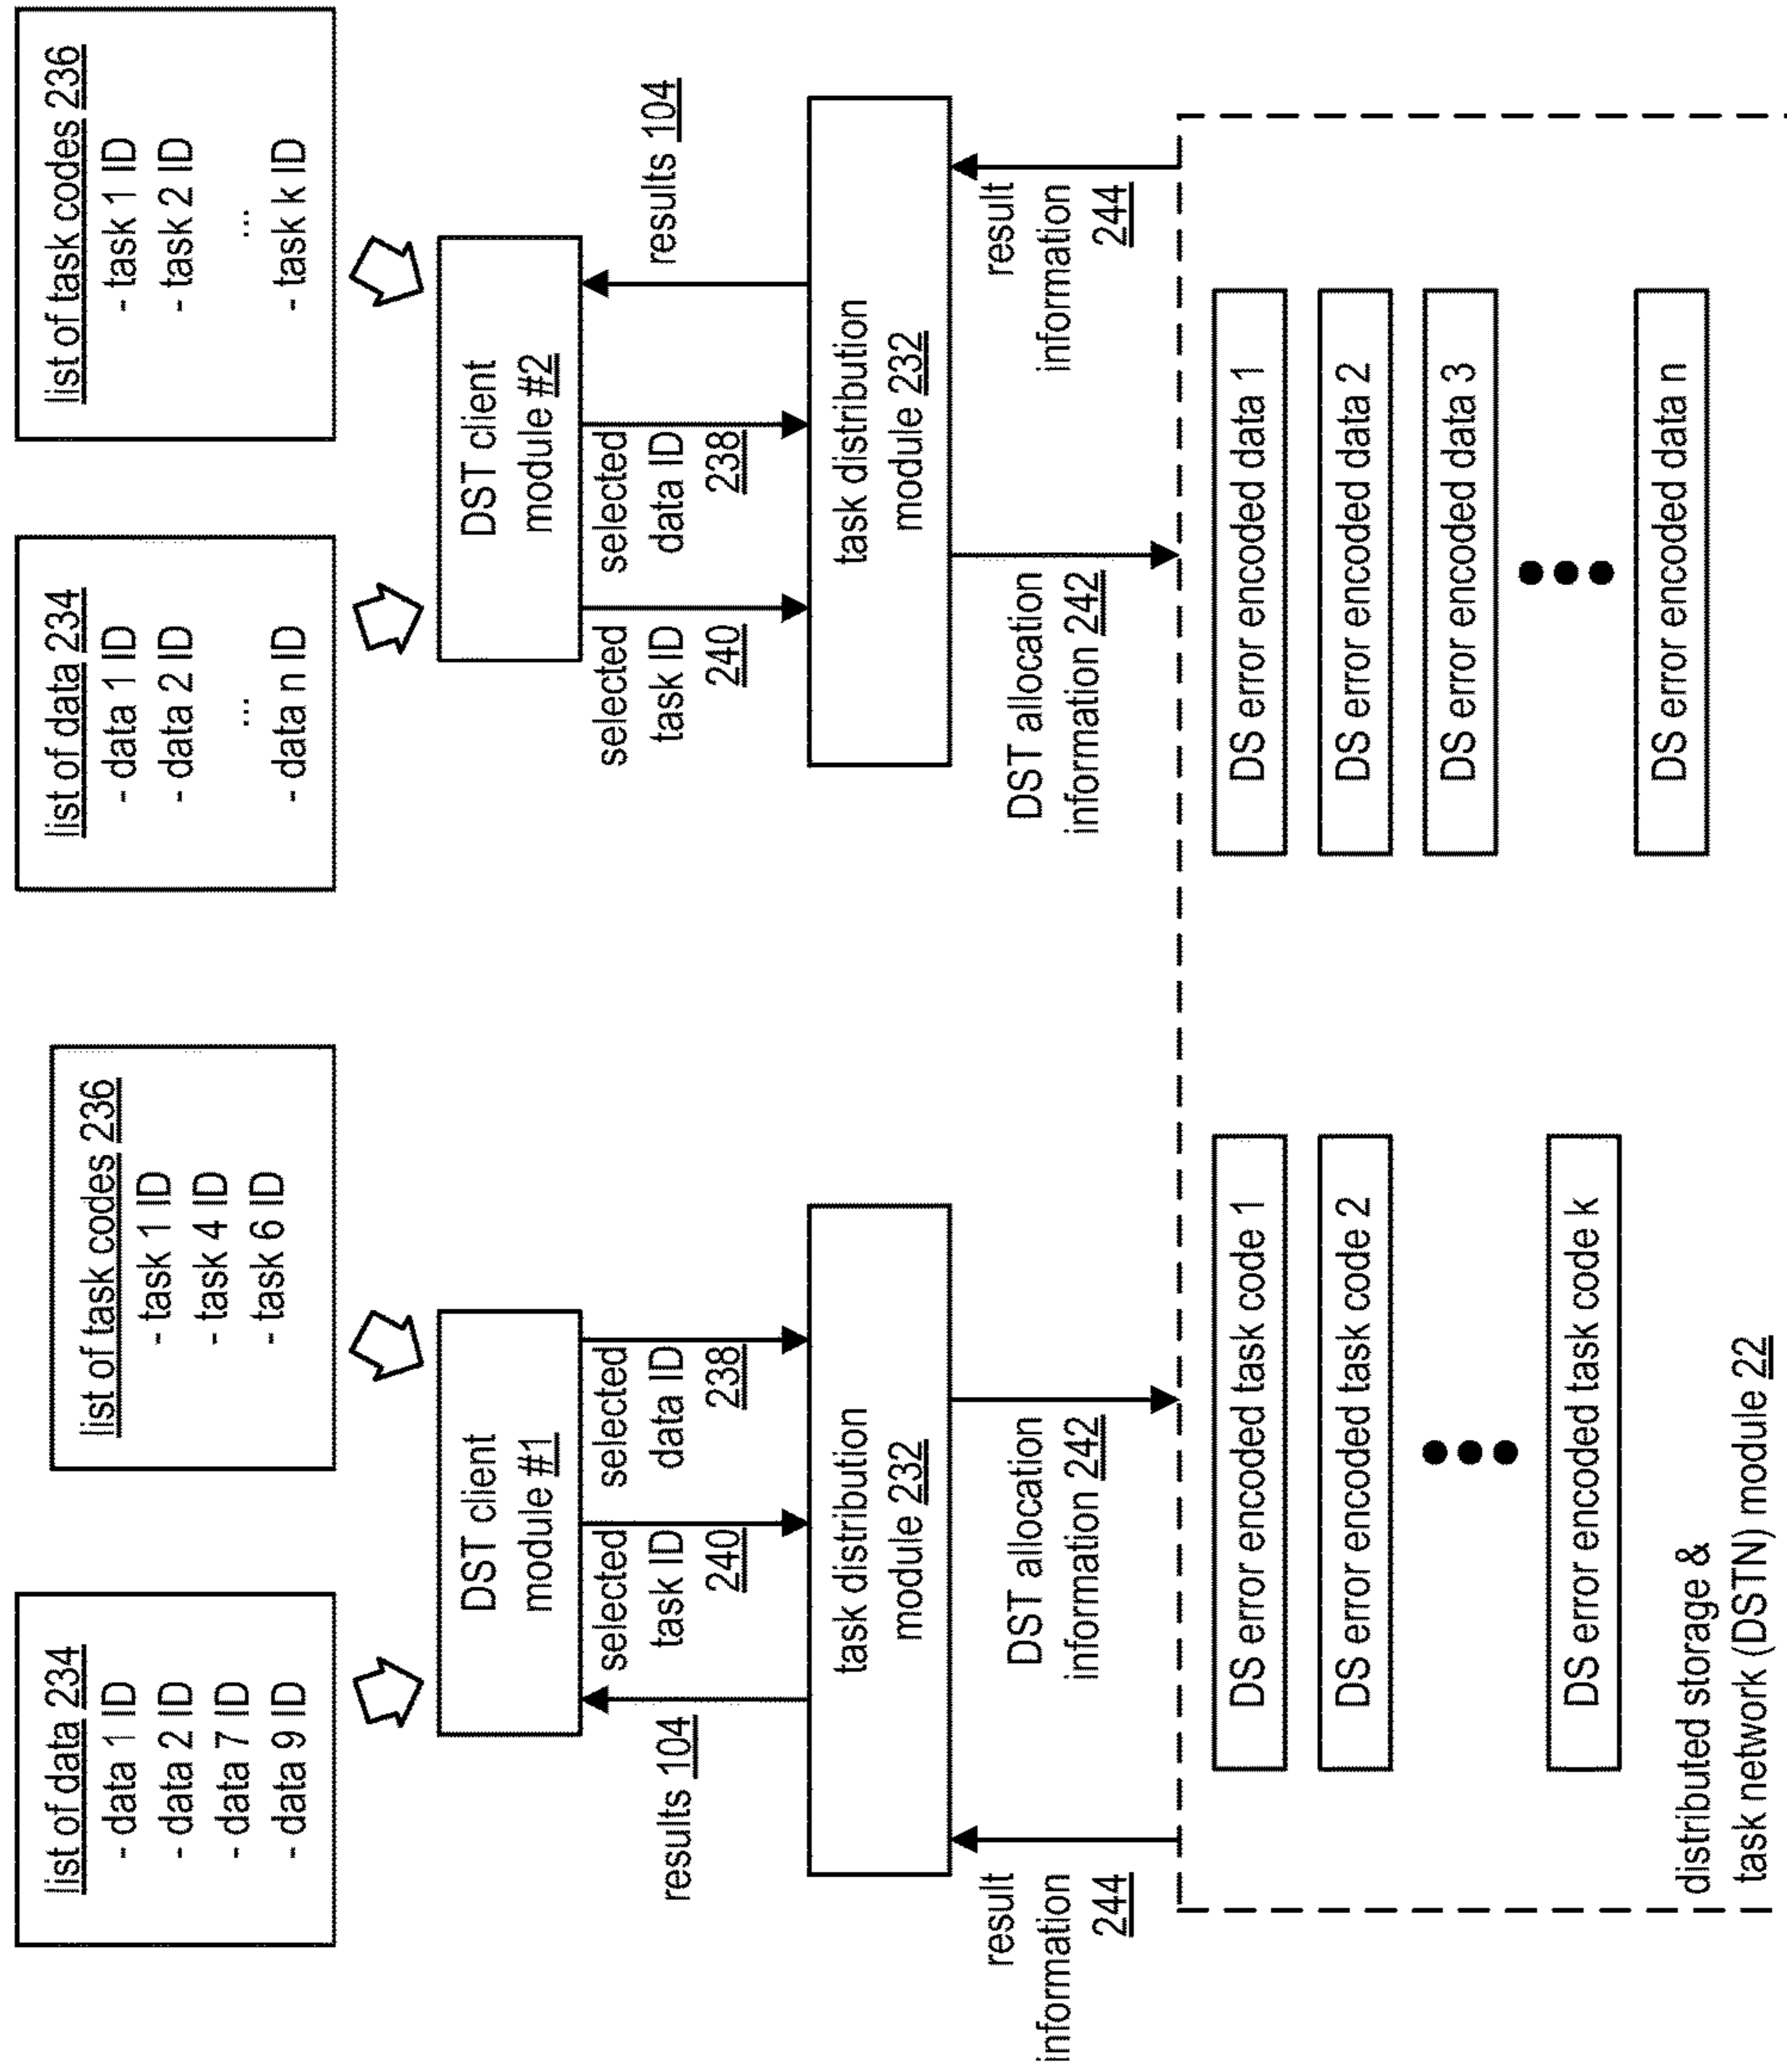 list of data 234
- data 1 ID
- data 2 ID
- data 7 ID
- data 9 ID
list of task codes 236
- task 1 ID
- task 4 ID
- task 6 ID
list of data 234
- data 1 ID
- data 2 ID
...
- data n ID
list of task codes 236
- task 1 ID
- task 2 ID
...
- task k ID
DST client
module #1
DST client
module #2
results 104
selected
task ID
240
selected
data ID
238
selected
task ID
240
selected
data ID
238
results 104
task distribution
module 232
task distribution
module 232
result
information
244
DST allocation
information 242
DST allocation
information 242
result
information
244
DS error encoded task code 1
DS error encoded task code 2
DS error encoded task code k
DS error encoded data 1
DS error encoded data 2
DS error encoded data 3
DS error encoded data n
distributed storage &
task network (DSTN) module 22